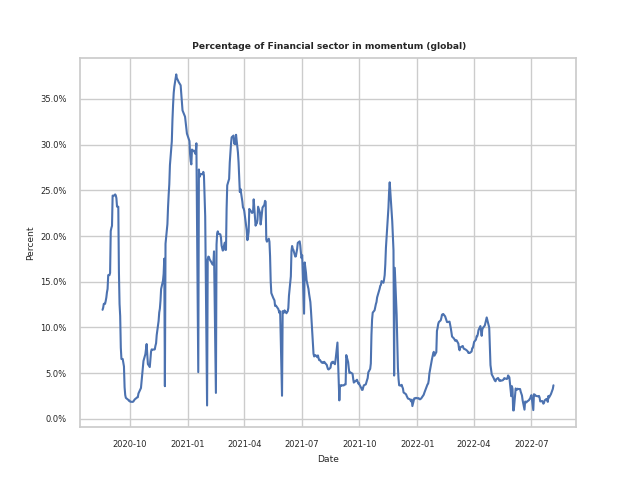 Percentage of Financial sector in momentum (global)
35.0%
30.0%
25.0%
20.0%
15.0%
10.0%
5.0%
0.0%
Percent
2020-10 2021-01 2021-04 2021-07 2021-10 2022-01 2022-04 2022-07
Date